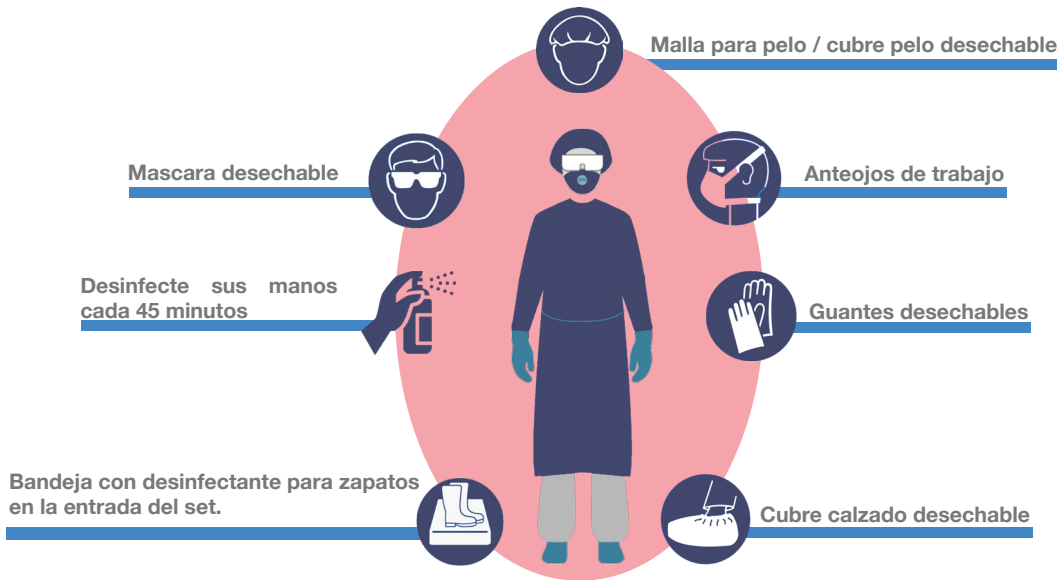 Malla para pelo / cubre pelo desechable
Mascara desechable
Anteojos de trabajo
Desinfecte sus manos
cada 45 minutos
Guantes desechables
Bandeja con desinfectante para zapatos
en la entrada del set.
Cubre calzado desechable